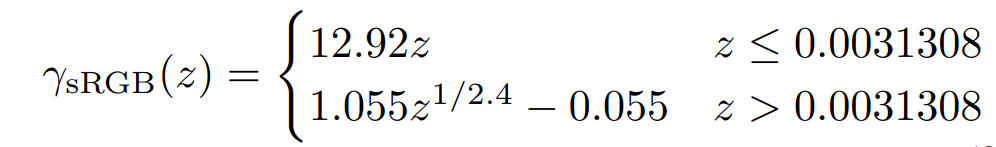 γsRGB(z) = { 12.92z z ≤ 0.0031308
1.055z^{1/2.4} − 0.055 z > 0.0031308